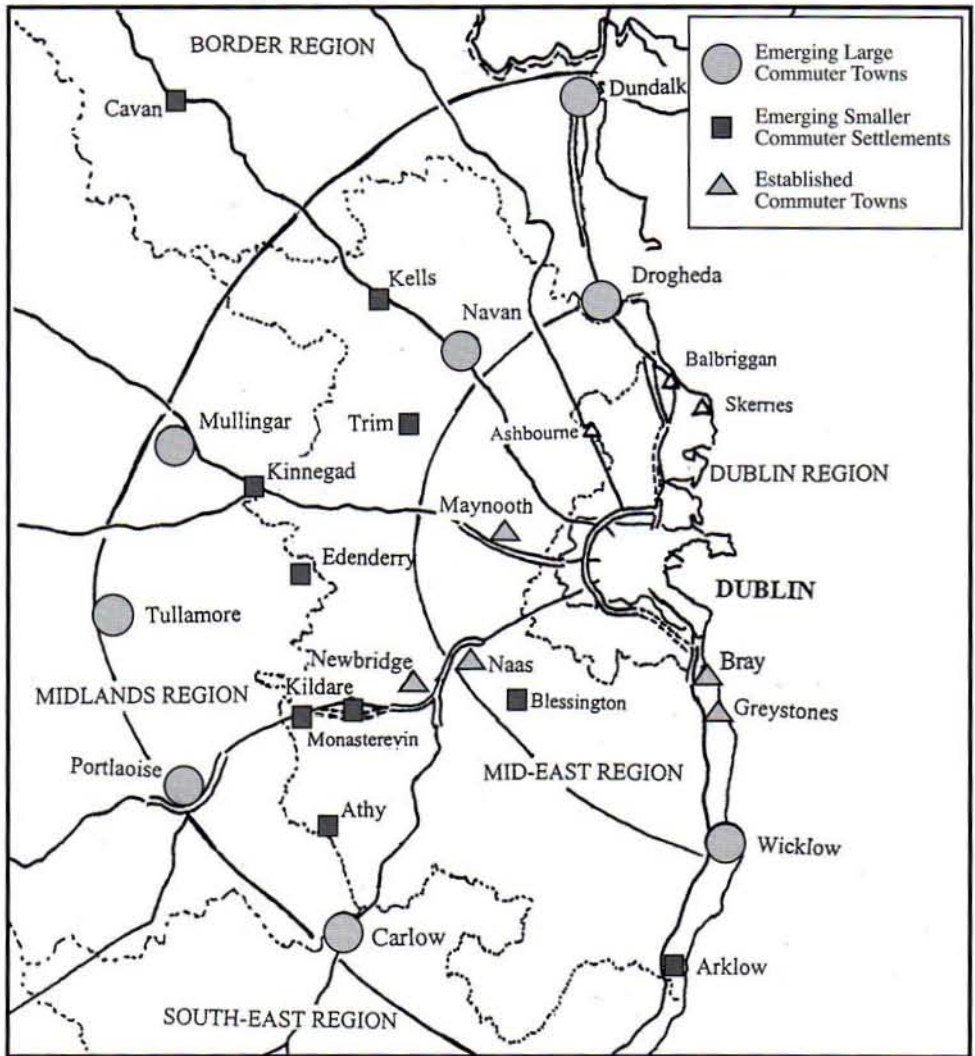 BORDER REGION
Emerging Large
Commuter Towns
Emerging Smaller
Commuter Settlements
Established
Commuter Towns
Dundalk
Cavan
Kells
Drogheda
Navan
Balbriggan
Skerries
Mullingar
Trim
Ashbourne
Kinnegad
DUBLIN REGION
Maynooth
Edenderry
DUBLIN
Tullamore
Newbridge
Naas
Bray
MIDLANDS REGION
Kildare
Blessington
Greystones
Monasterevin
Portlaoise
MID-EAST REGION
Athy
Wicklow
Carlow
Arklow
SOUTH-EAST REGION